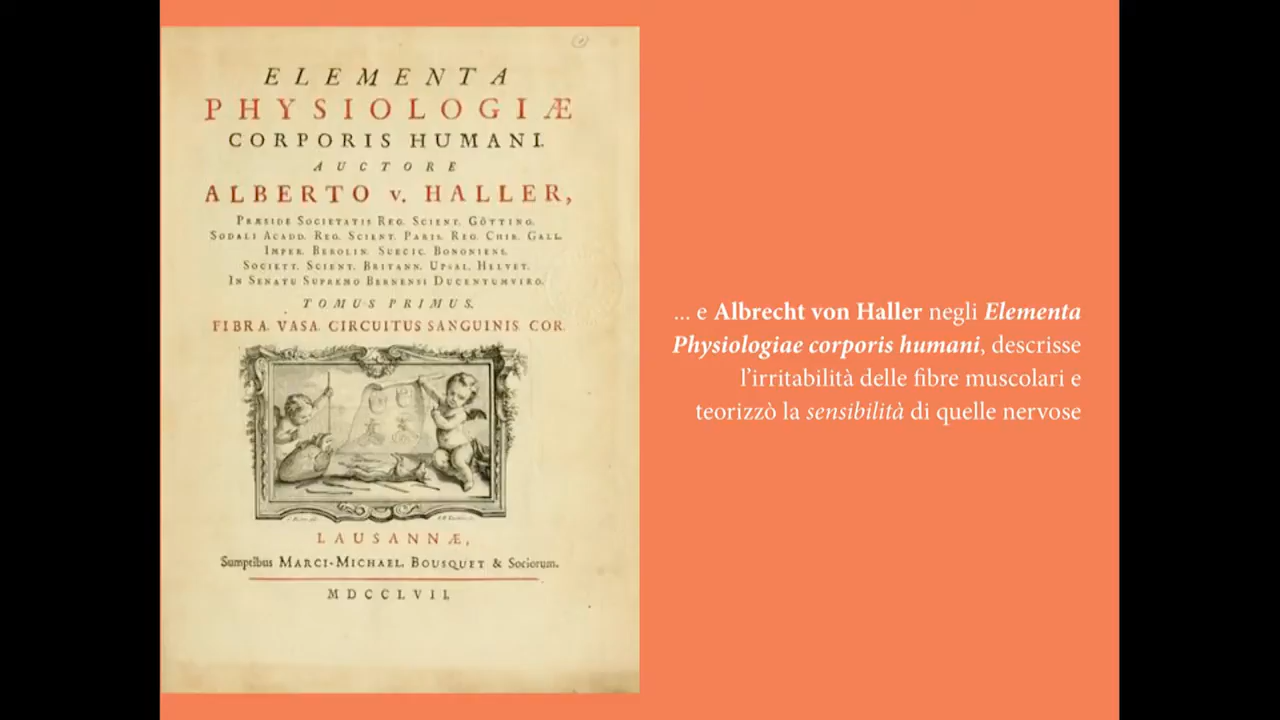 ELEMENTA
PHYSIOLOGIÆ
CORPORIS HUMANI.
AUCTORE
ALBERTO v. HALLER,
PRÆSIDE SOCIETATIS REG. SCIENT. GÖTTING.
SODALI ACADD. REG. SCIENT. PARIS. REG. CHIR. GALL.
IMPER. BEROLIN. SUECIC. BONONIENS.
SOCIETT. SCIENT. BRITANN. UPSAL. HELVET.
IN SENATU SUPREMO BERNENSI DUCENTUMVIRO.
TOMUS PRIMUS.
FIBRA. VASA. CIRCUITUS SANGUINIS. COR.
LAUSANNÆ,
Sumptibus MARCI-MICHAEL. BOUSQUET & Sociorum.
MDCCLVII.
... e Albrecht von Haller negli Elementa
Physiologiae corporis humani, descrisse
l'irritabilità delle fibre muscolari e
teorizzò la sensibilità di quelle nervose